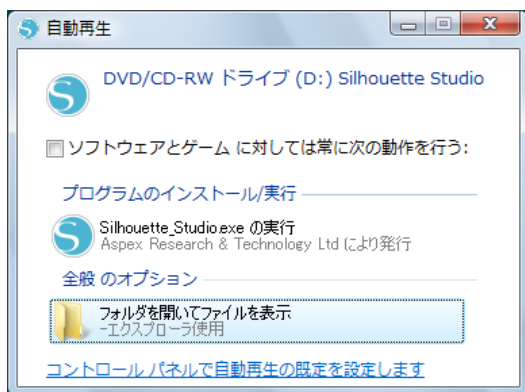 自動再生
DVD/CD-RW ドライブ (D:) Silhouette Studio
ソフトウェアとゲーム に対しては常に次の動作を行う:
プログラムのインストール/実行
Silhouette_Studio.exe の実行
Aspex Research & Technology Ltd により発行
全般 のオプション
フォルダを開いてファイルを表示
-エクスプローラ使用
コントロール パネルで自動再生の既定を設定します